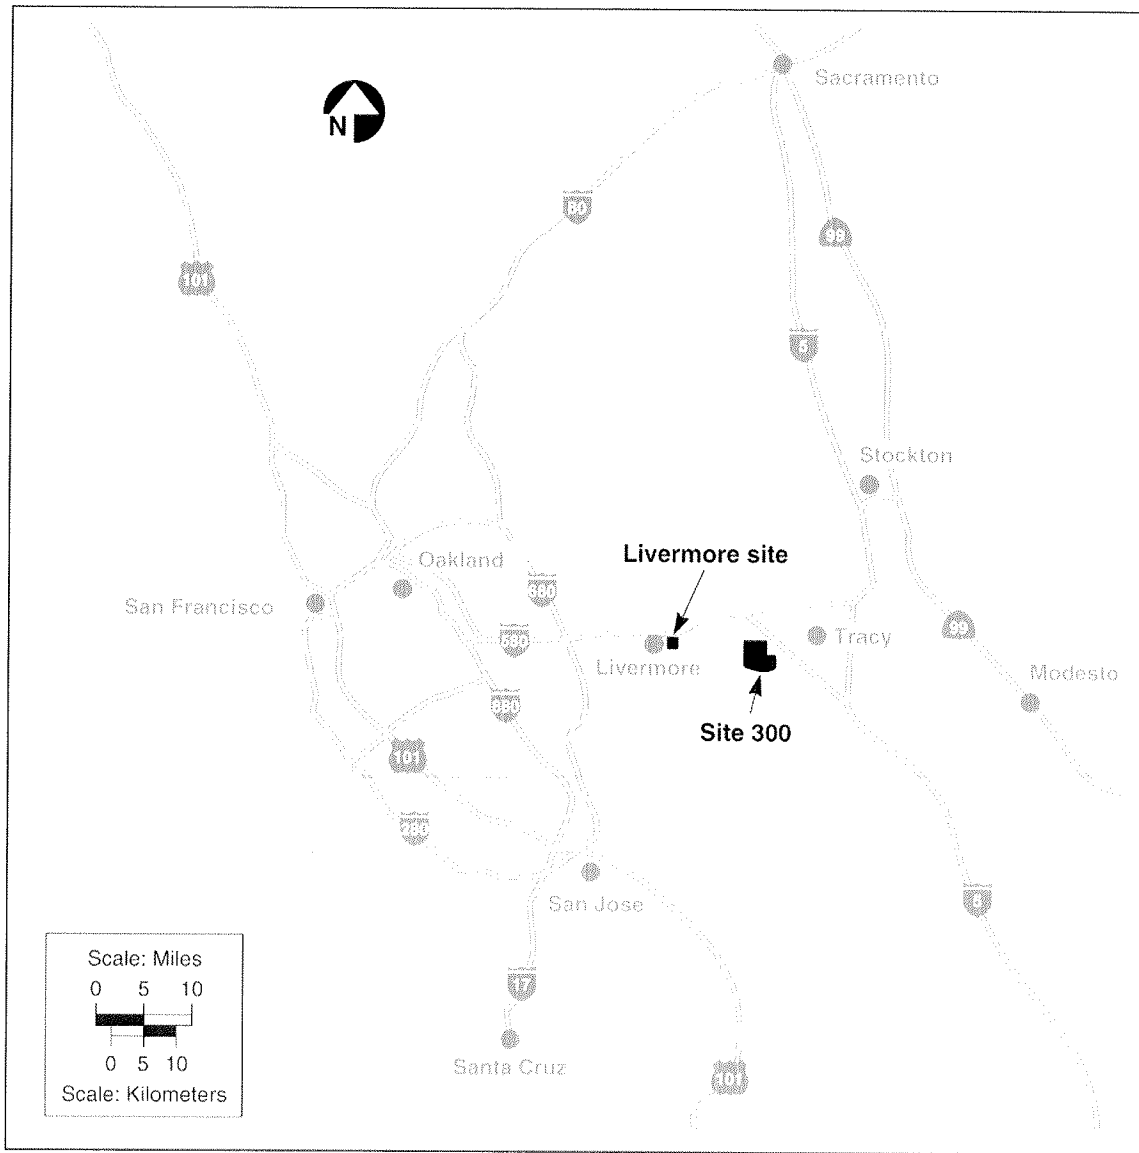 Sacramento
N
80
99
101
5
Stockton
Livermore site
Oakland
680
San Francisco
580
Livermore
Tracy
99
Modesto
880
Site 300
101
280
San Jose
5
Scale: Miles
0 5 10
0 5 10
Scale: Kilometers
17
Santa Cruz
101